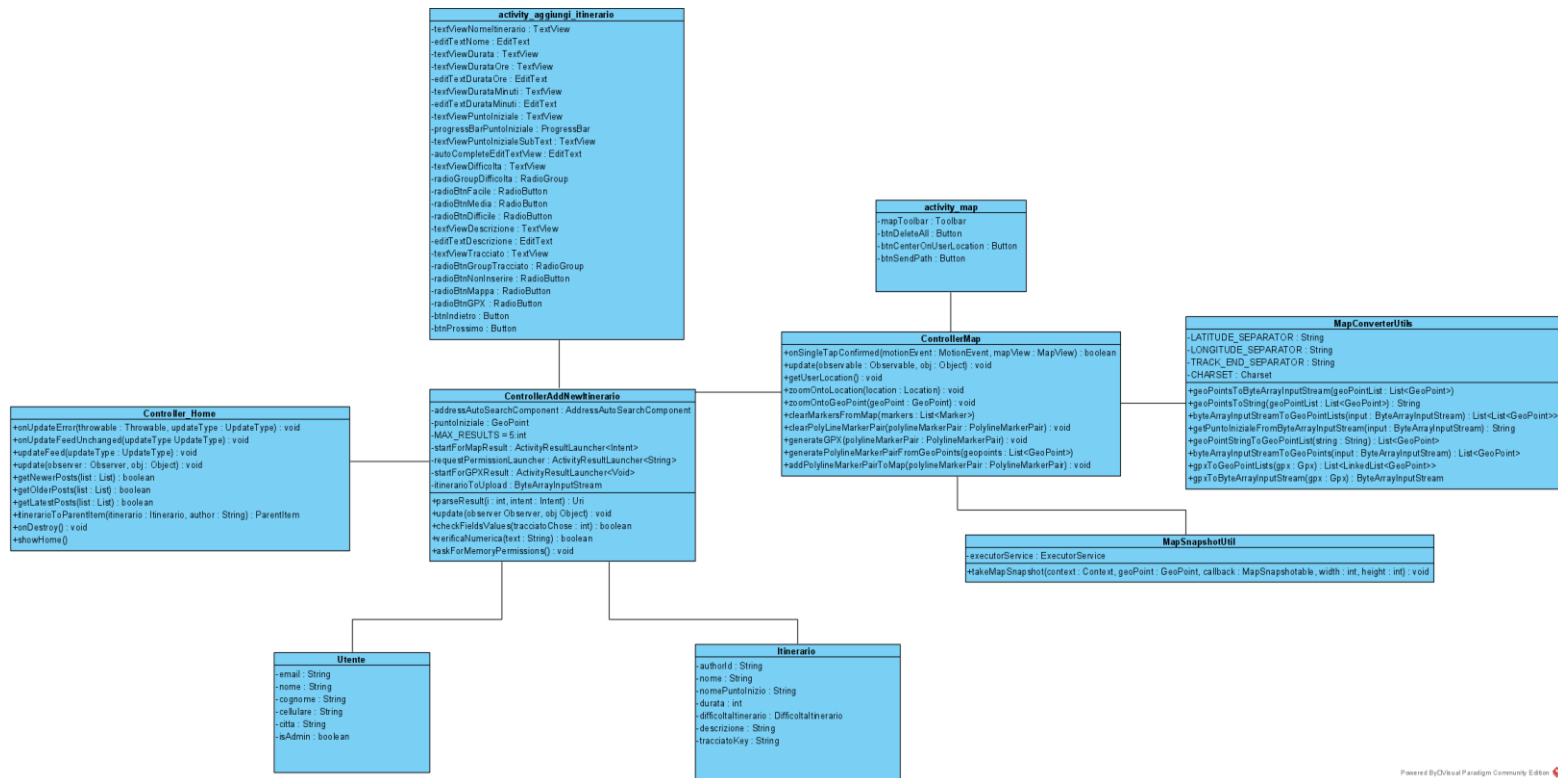 activity_aggiungi_itinerario
-textViewNomeItinerario : TextView
-editTextNome : EditText
-textViewDurata : TextView
-textViewDurataOre : TextView
-editTextDurataOre : EditText
-textViewDurataMinuti : TextView
-editTextDurataMinuti : EditText
-textViewPuntoIniziale : TextView
-progressBarPuntoIniziale : ProgressBar
-textViewPuntoInizialeSubText : TextView
-autoCompleteEditTextView : EditText
-textViewDifficolta : TextView
-radioGroupDifficolta : RadioGroup
-radioBtnFacile : RadioButton
-radioBtnMedia : RadioButton
-radioBtnDifficile : RadioButton
-textViewDescrizione : TextView
-editTextDescrizione : EditText
-textViewTracciato : TextView
-radioBtnGroupTracciato : RadioGroup
-radioBtnNonInserire : RadioButton
-radioBtnMappa : RadioButton
-radioBtnGPX : RadioButton
-btnIndietro : Button
-btnProssimo : Button
activity_map
-mapToolbar : Toolbar
-btnDeleteAll : Button
-btnCenterOnUserLocation : Button
-btnSendPath : Button
ControllerMap
+onSingleTapConfirmed(motionEvent : MotionEvent, mapView : MapView) : boolean
+update(observable : Observable, obj : Object) : void
+getUserLocation() : void
+zoomOntoLocation(location : Location) : void
+zoomOntoGeoPoint(geoPoint : GeoPoint) : void
+clearMarkersFromMap(markers : List<Marker>)
+clearPolyLineMarkerPair(polylineMarkerPair : PolylineMarkerPair) : void
+generateGPX(polylineMarkerPair : PolylineMarkerPair) : void
+generatePolylineMarkerPairFromGeoPoints(geopoints : List<GeoPoint>)
+addPolylineMarkerPairToMap(polylineMarkerPair : PolylineMarkerPair) : void
MapConverterUtils
-LATITUDE_SEPARATOR : String
-LONGITUDE_SEPARATOR : String
-TRACK_END_SEPARATOR : String
-CHARSET : Charset
+geoPointsToByteArrayInputStream(geoPointList : List<GeoPoint>)
+geoPointsToString(geoPointList : List<GeoPoint>) : String
+byteArrayInputStreamToGeoPointLists(input : ByteArrayInputStream) : List<List<GeoPoint>>
+getPuntoInizialeFromByteArrayInputStream(input : ByteArrayInputStream) : String
+geoPointStringToGeoPointList(string : String) : List<GeoPoint>
+byteArrayInputStreamToGeoPoints(input : ByteArrayInputStream) : List<GeoPoint>
+gpxToGeoPointLists(gpx : Gpx) : List<LinkedList<GeoPoint>>
+gpxToByteArrayInputStream(gpx : Gpx) : ByteArrayInputStream
Controller_Home
+onUpdateError(throwable : Throwable, updateType : UpdateType) : void
+onUpdateFeedUnchanged(updateType UpdateType) : void
+updateFeed(updateType : UpdateType) : void
+update(observer : Observer, obj : Object) : void
+getNewerPosts(list : List) : boolean
+getOlderPosts(list : List) : boolean
+getLatestPosts(list : List) : boolean
+itinerarioToParentItem(itinerario : Itinerario, author : String) : ParentItem
+onDestroy() : void
+showHome()
ControllerAddNewItinerario
-addressAutoSearchComponent : AddressAutoSearchComponent
-puntoIniziale : GeoPoint
-MAX_RESULTS = 5:int
-startForMapResult : ActivityResultLauncher<Intent>
-requestPermissionLauncher : ActivityResultLauncher<String>
-startForGPXResult : ActivityResultLauncher<Void>
-itinerarioToUpload : ByteArrayInputStream
+parseResult(i : int, intent : Intent) : Uri
+update(observer Observer, obj Object) : void
+checkFieldsValues(tracciatoChose : int) : boolean
+verificaNumerica(text : String) : boolean
+askForMemoryPermissions() : void
MapSnapshotUtil
-executorService : ExecutorService
+takeMapSnapshot(context : Context, geoPoint : GeoPoint, callback : MapSnapshotable, width : int, height : int) : void
Utente
-email : String
-nome : String
-cognome : String
-cellulare : String
-citta : String
-isAdmin : boolean
Itinerario
-authorId : String
-nome : String
-nomePuntoInizio : String
-durata : int
-difficoltaItinerario : DifficoltaItinerario
-descrizione : String
-tracciatoKey : String
Powered By Visual Paradigm Community Edition